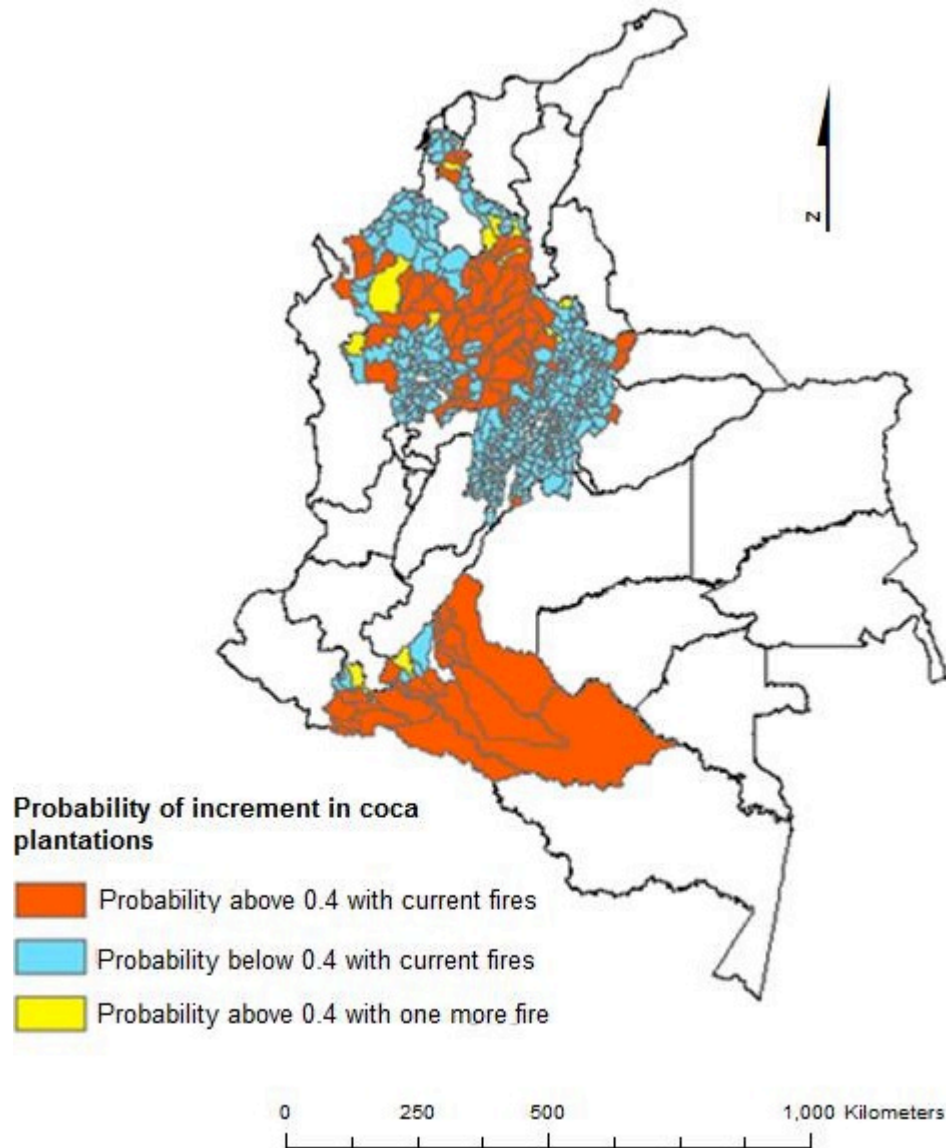 N
Probability of increment in coca
plantations
Probability above 0.4 with current fires
Probability below 0.4 with current fires
Probability above 0.4 with one more fire
0 250 500 1,000 Kilometers